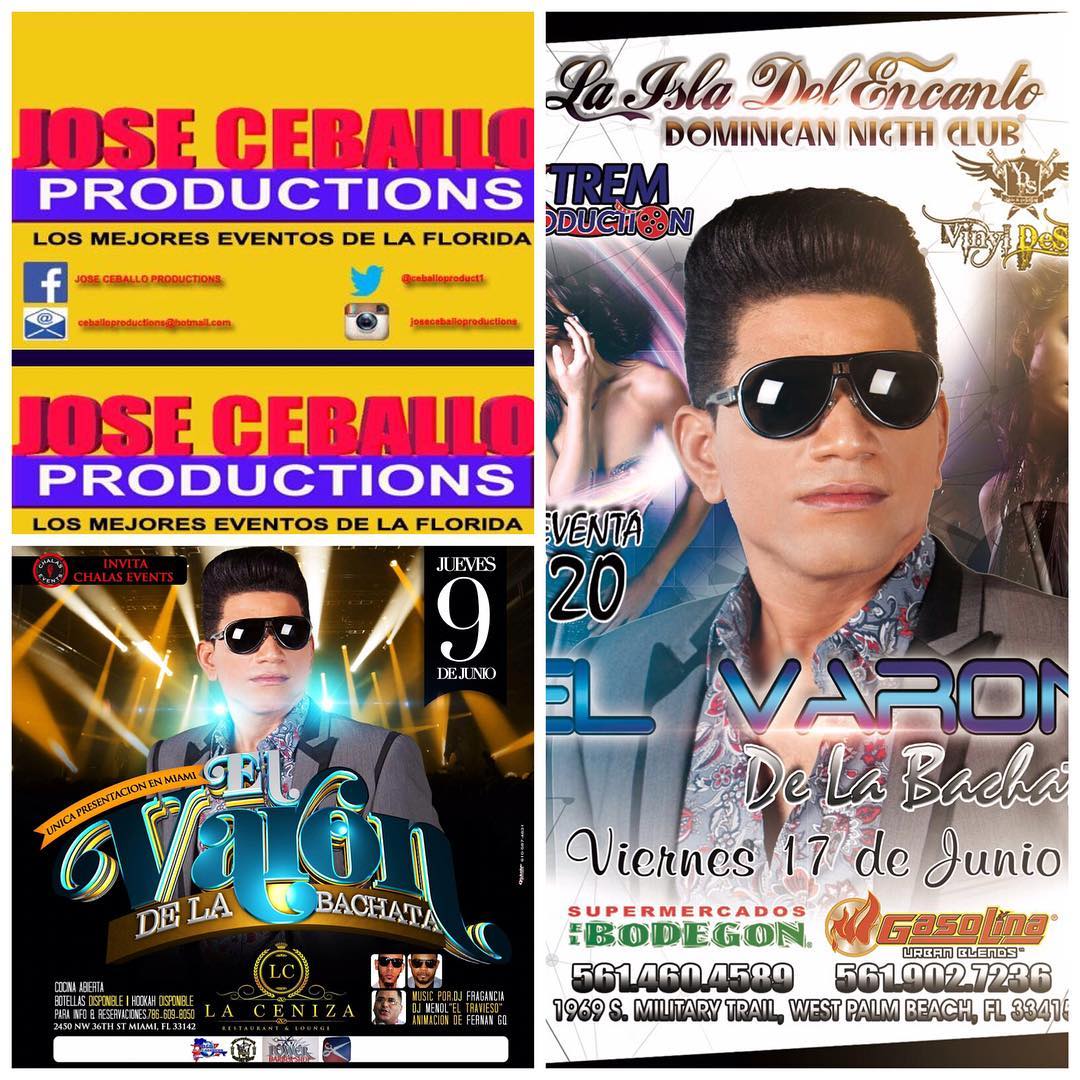 JOSE CEBALLO
PRODUCTIONS
LOS MEJORES EVENTOS DE LA FLORIDA
JOSE CEBALLO PRODUCTIONS
@ceballoproduct1
ceballoproductions@hotmail.com
joseceballoproductions
JOSE CEBALLO
PRODUCTIONS
LOS MEJORES EVENTOS DE LA FLORIDA
CHALAS EVENTS
INVITA
CHALAS EVENTS
JUEVES
9
DE JUNIO
UNICA PRESENTACION EN MIAMI
El
Varón
DE LA BACHATA
COCINA ABIERTA
BOTELLAS DISPONIBLE I HOOKAH DISPONIBLE
PARA INFO & RESERVACIONES.786-609-8050
2450 NW 36TH ST MIAMI, FL 33142
LC
LA CENIZA
RESTAURANT & LOUNGE
MUSIC POR.DJ FRAGANCIA
DJ MENOL "EL TRAVIESO"
ANIMACION DE FERNAN GQ
La Isla Del Encanto
DOMINICAN NIGTH CLUB
TREM
ODUCTION
Vinyl DeS
EVENTA
20
EL VARON
De La Bacha
Viernes 17 de Junio
SUPERMERCADOS
EL BODEGON
Gasolina
URBAN BLENDS
561.460.4589 561.902.7236
1969 S. MILITARY TRAIL, WEST PALM BEACH, FL 33415